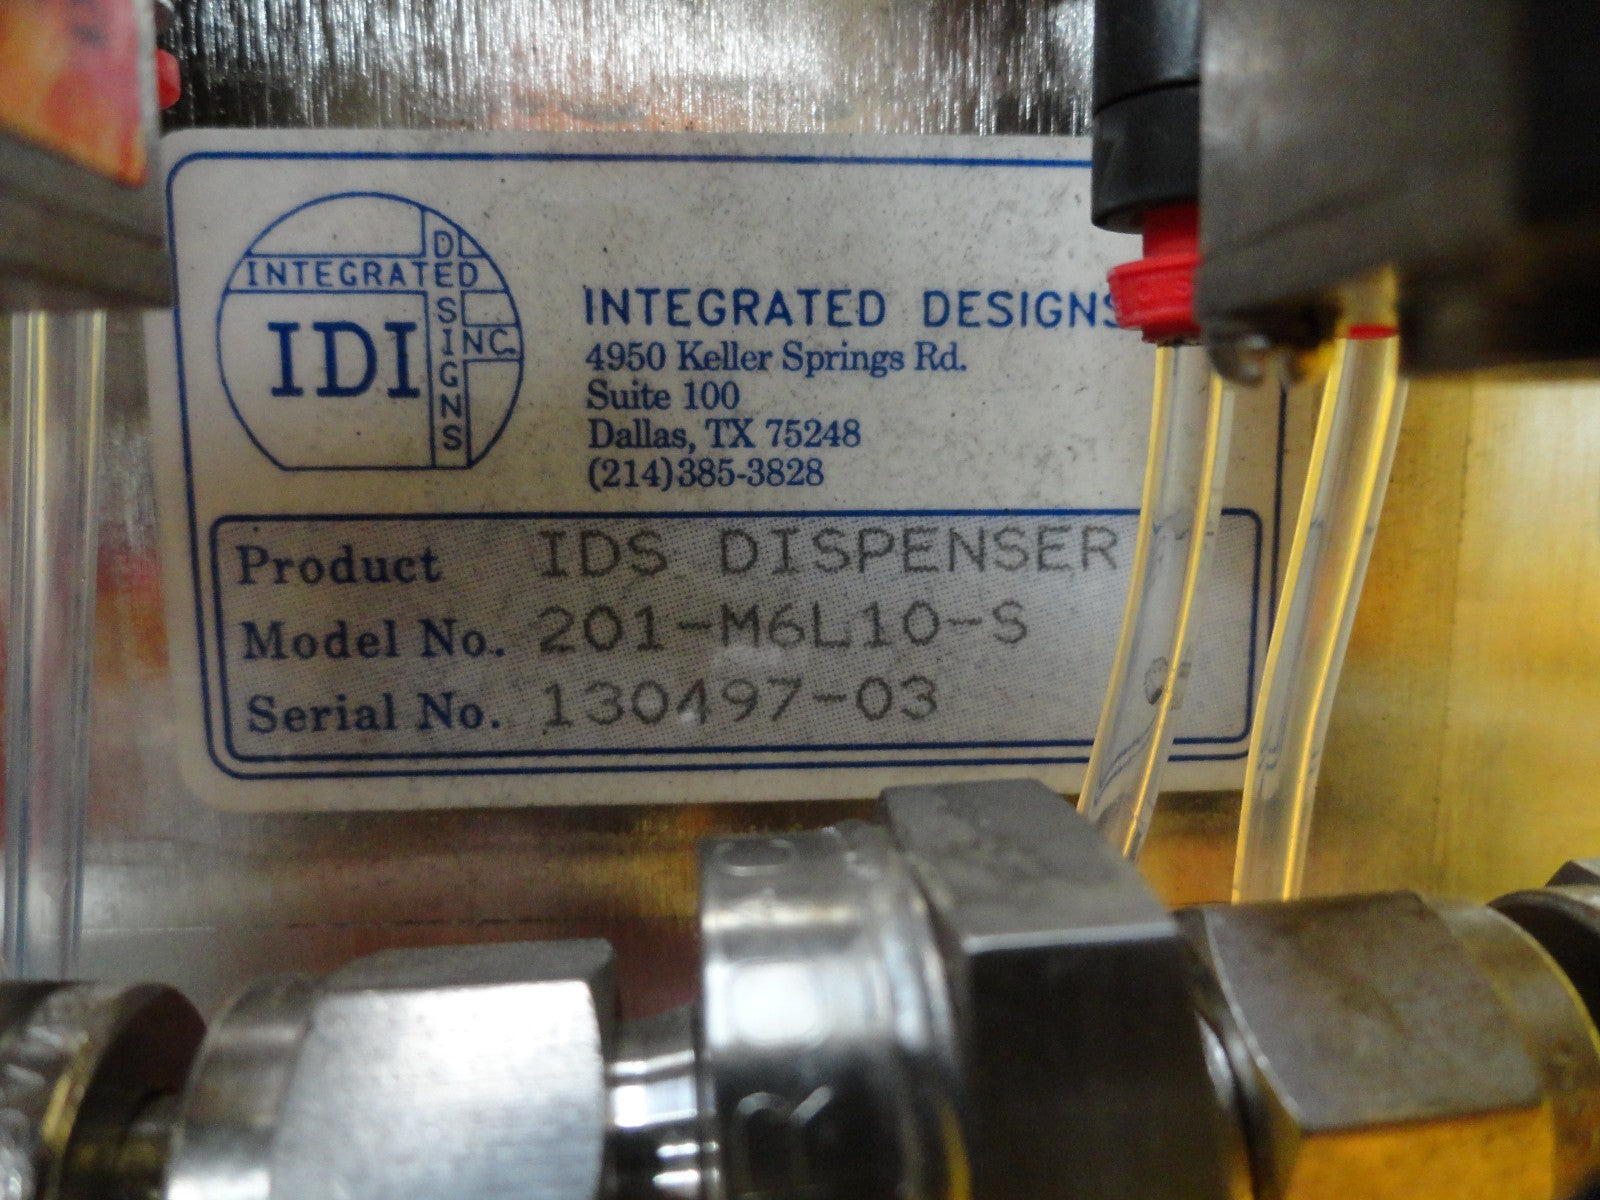 INTEGRATED DESIGNS INC.
IDI
INTEGRATED DESIGNS
4950 Keller Springs Rd.
Suite 100
Dallas, TX 75248
(214)385-3828
Product IDS DISPENSER
Model No. 201-M6L10-S
Serial No. 130497-03